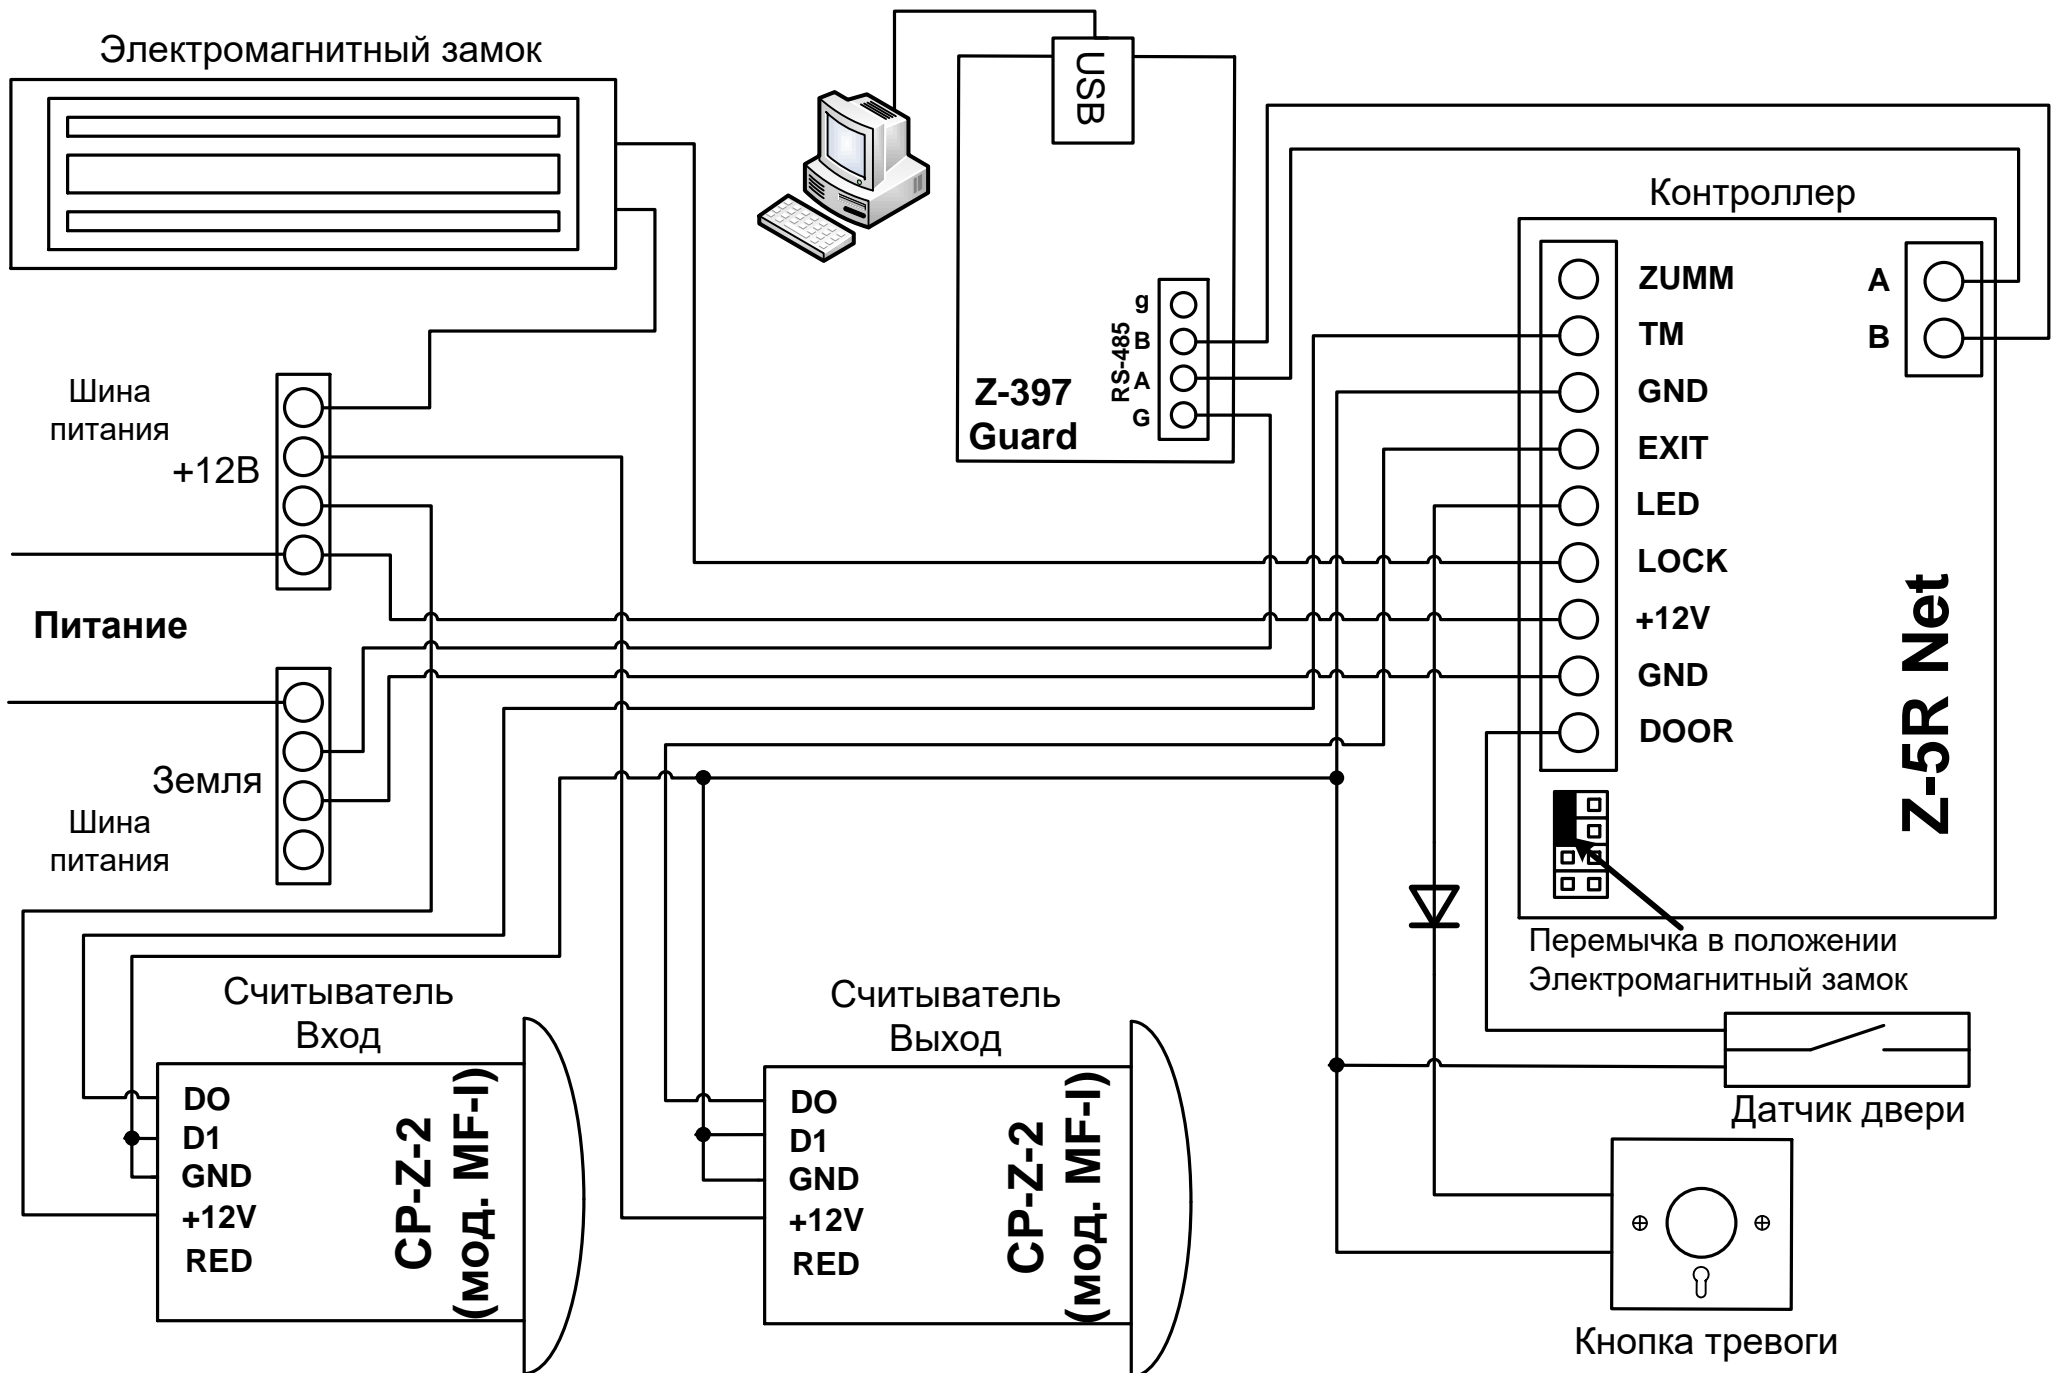 Электромагнитный замок
USB
Контроллер
ZUMM
TM
GND
EXIT
LED
LOCK
+12V
GND
DOOR
A
B
Z-5R Net
g
B
A
G
RS-485
Z-397
Guard
Шина
питания
+12В
Питание
Земля
Шина
питания
Перемычка в положении
Электромагнитный замок
Считыватель
Вход
DO
D1
GND
+12V
RED
CP-Z-2
(мод. MF-I)
Считыватель
Выход
DO
D1
GND
+12V
RED
CP-Z-2
(мод. MF-I)
Датчик двери
Кнопка тревоги